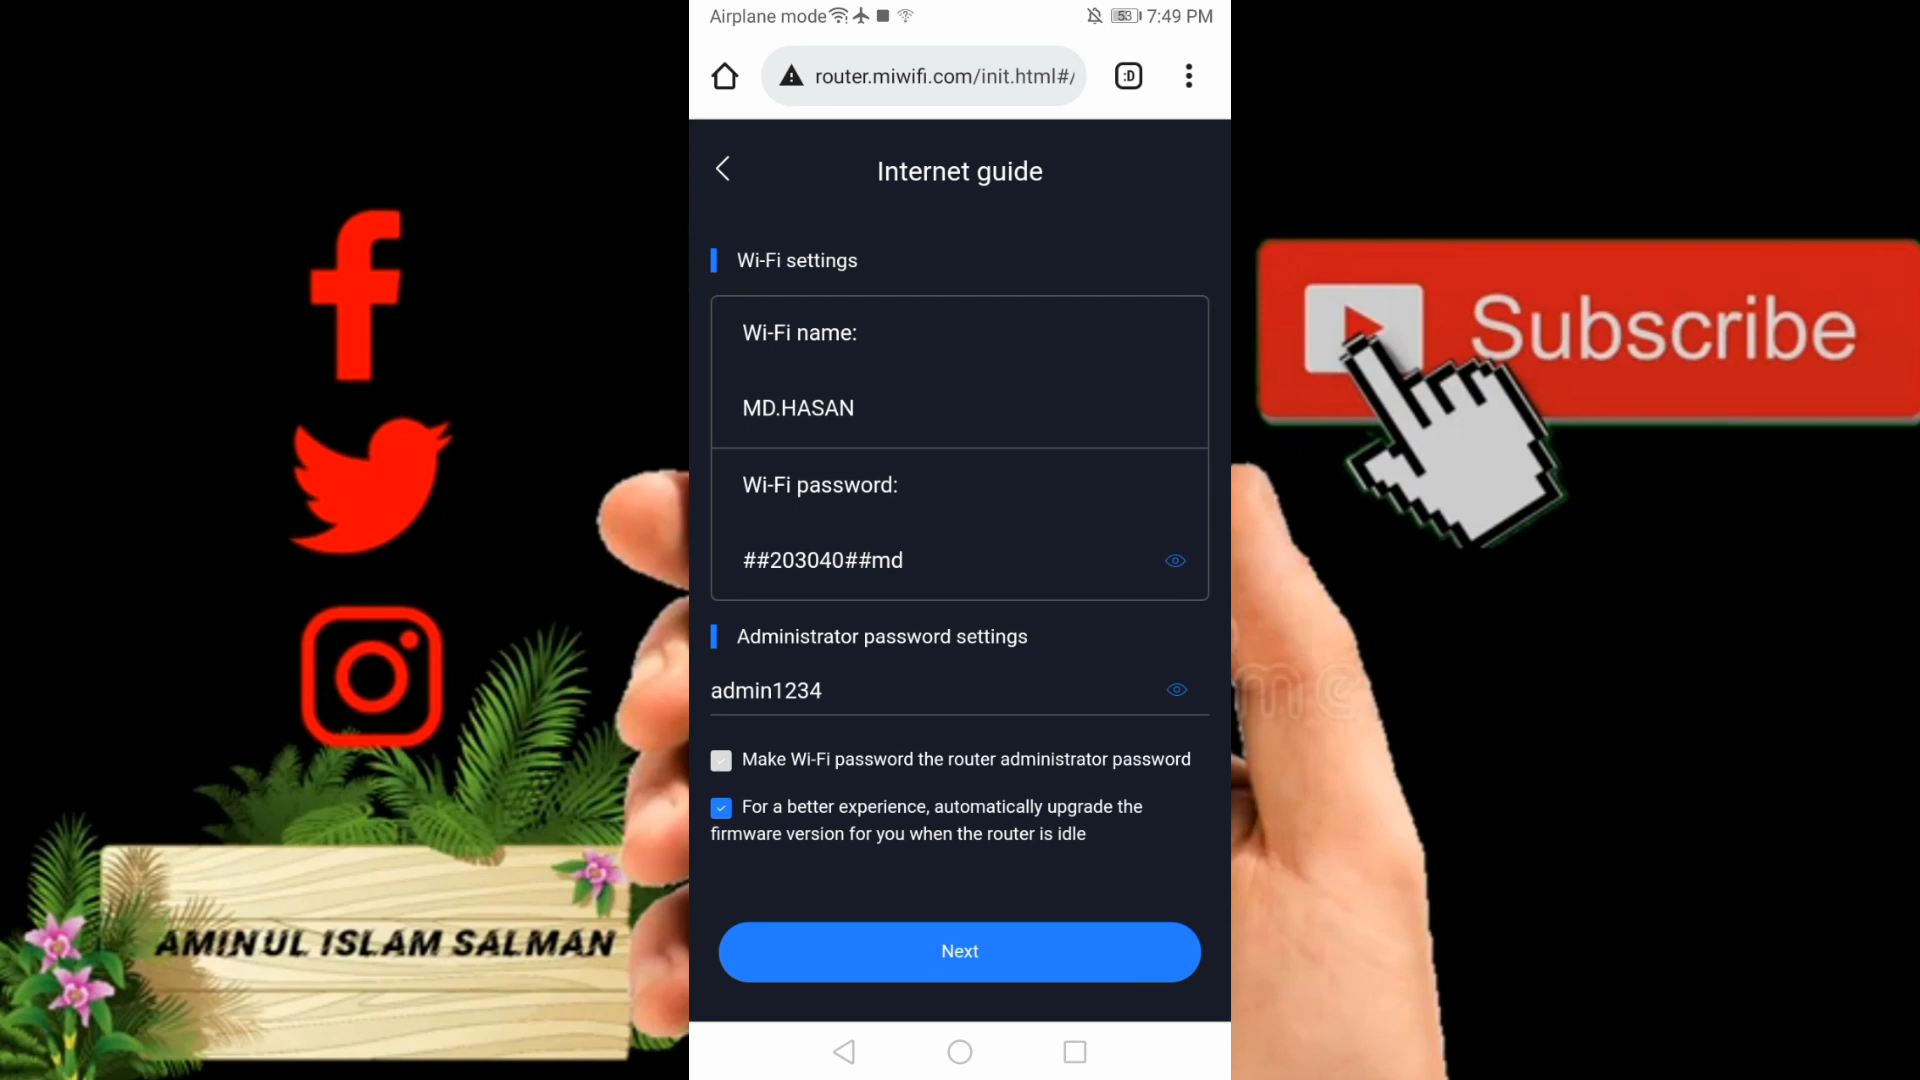 Airplane mode
53
7:49 PM
router.miwifi.com/init.html#/
:D
Internet guide
Wi-Fi settings
Wi-Fi name:
MD.HASAN
Wi-Fi password:
##203040##md
Administrator password settings
admin1234
Make Wi-Fi password the router administrator password
For a better experience, automatically upgrade the
firmware version for you when the router is idle
Next
Subscribe
AMINUL ISLAM SALMAN